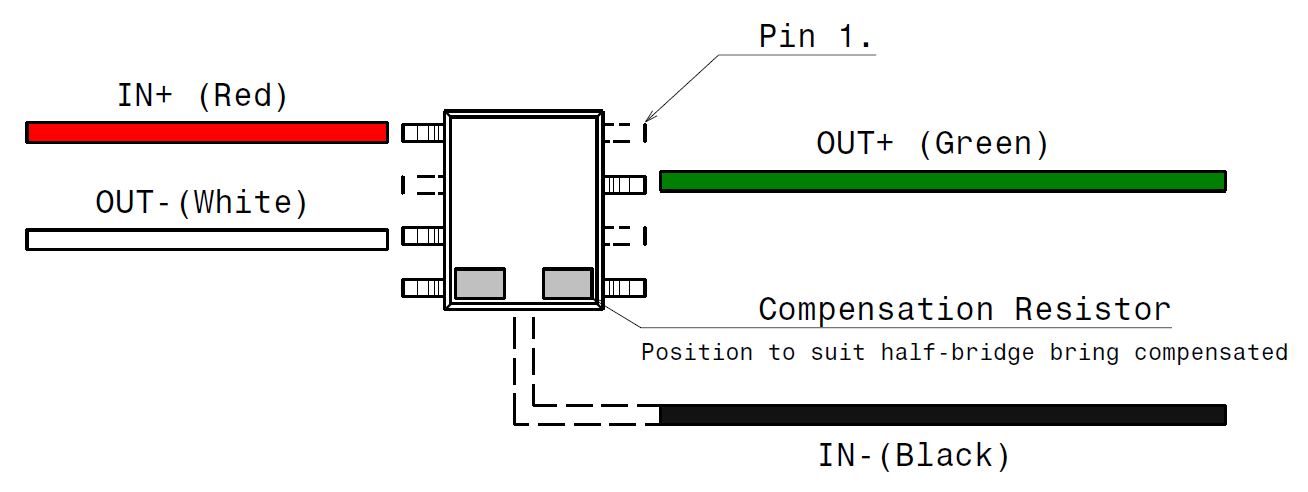 Pin 1.
IN+ (Red)
OUT+ (Green)
OUT-(White)
Compensation Resistor
Position to suit half-bridge bring compensated
IN-(Black)